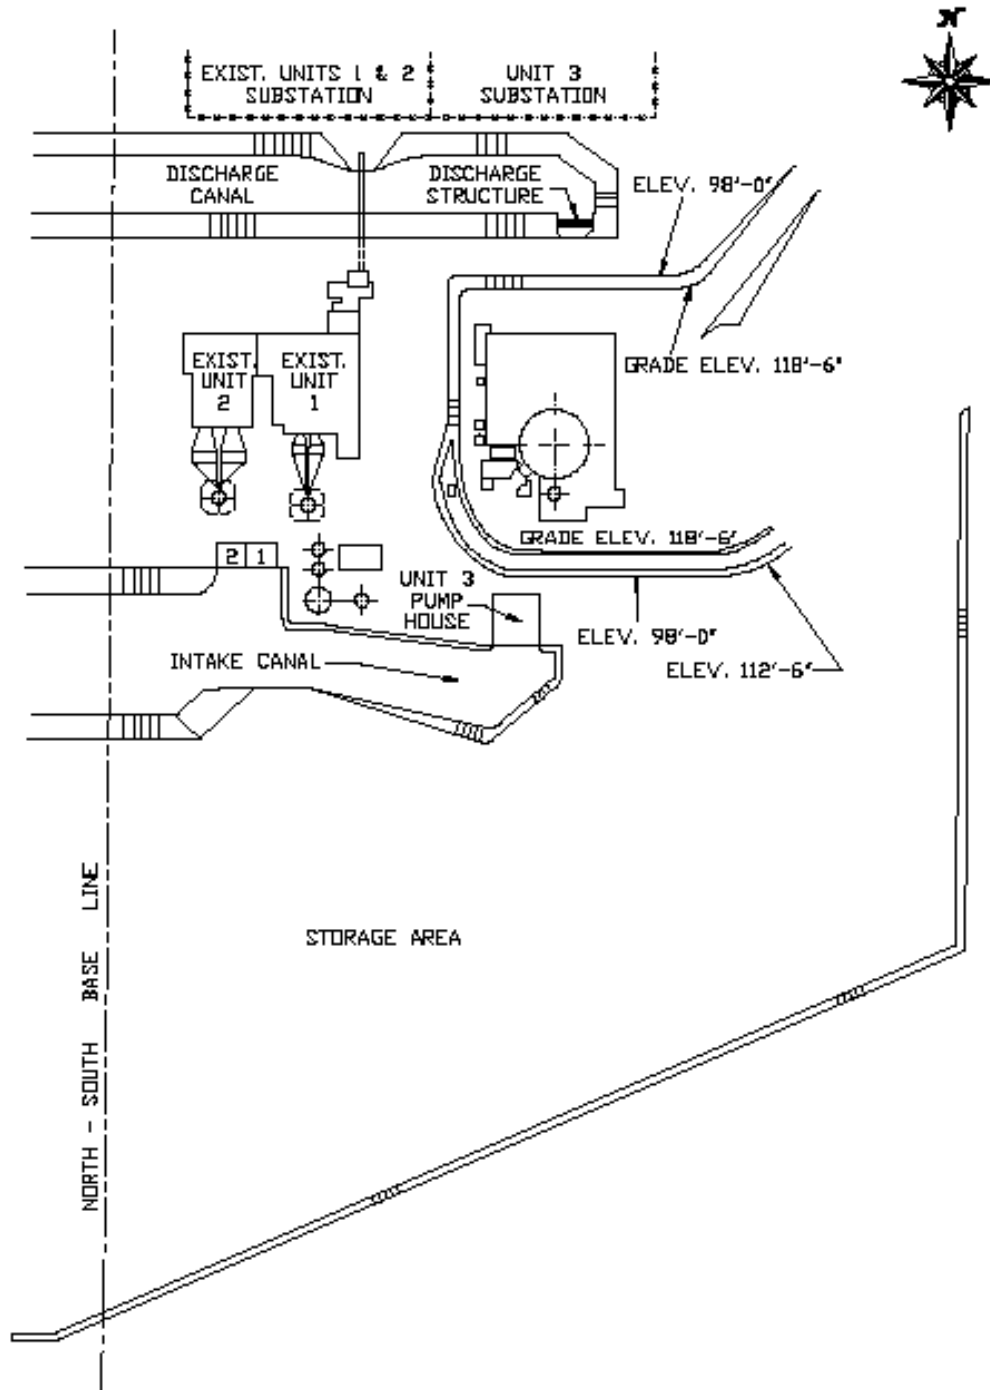 N
EXIST. UNITS 1 & 2
SUBSTATION
UNIT 3
SUBSTATION
DISCHARGE
CANAL
DISCHARGE
STRUCTURE
ELEV. 98'-0"
EXIST.
UNIT
2
EXIST.
UNIT
1
GRADE ELEV. 118'-6"
GRADE ELEV. 118'-6"
2 1
UNIT 3
PUMP
HOUSE
ELEV. 98'-0"
INTAKE CANAL
ELEV. 112'-6"
STORAGE AREA
NORTH - SOUTH BASE LINE